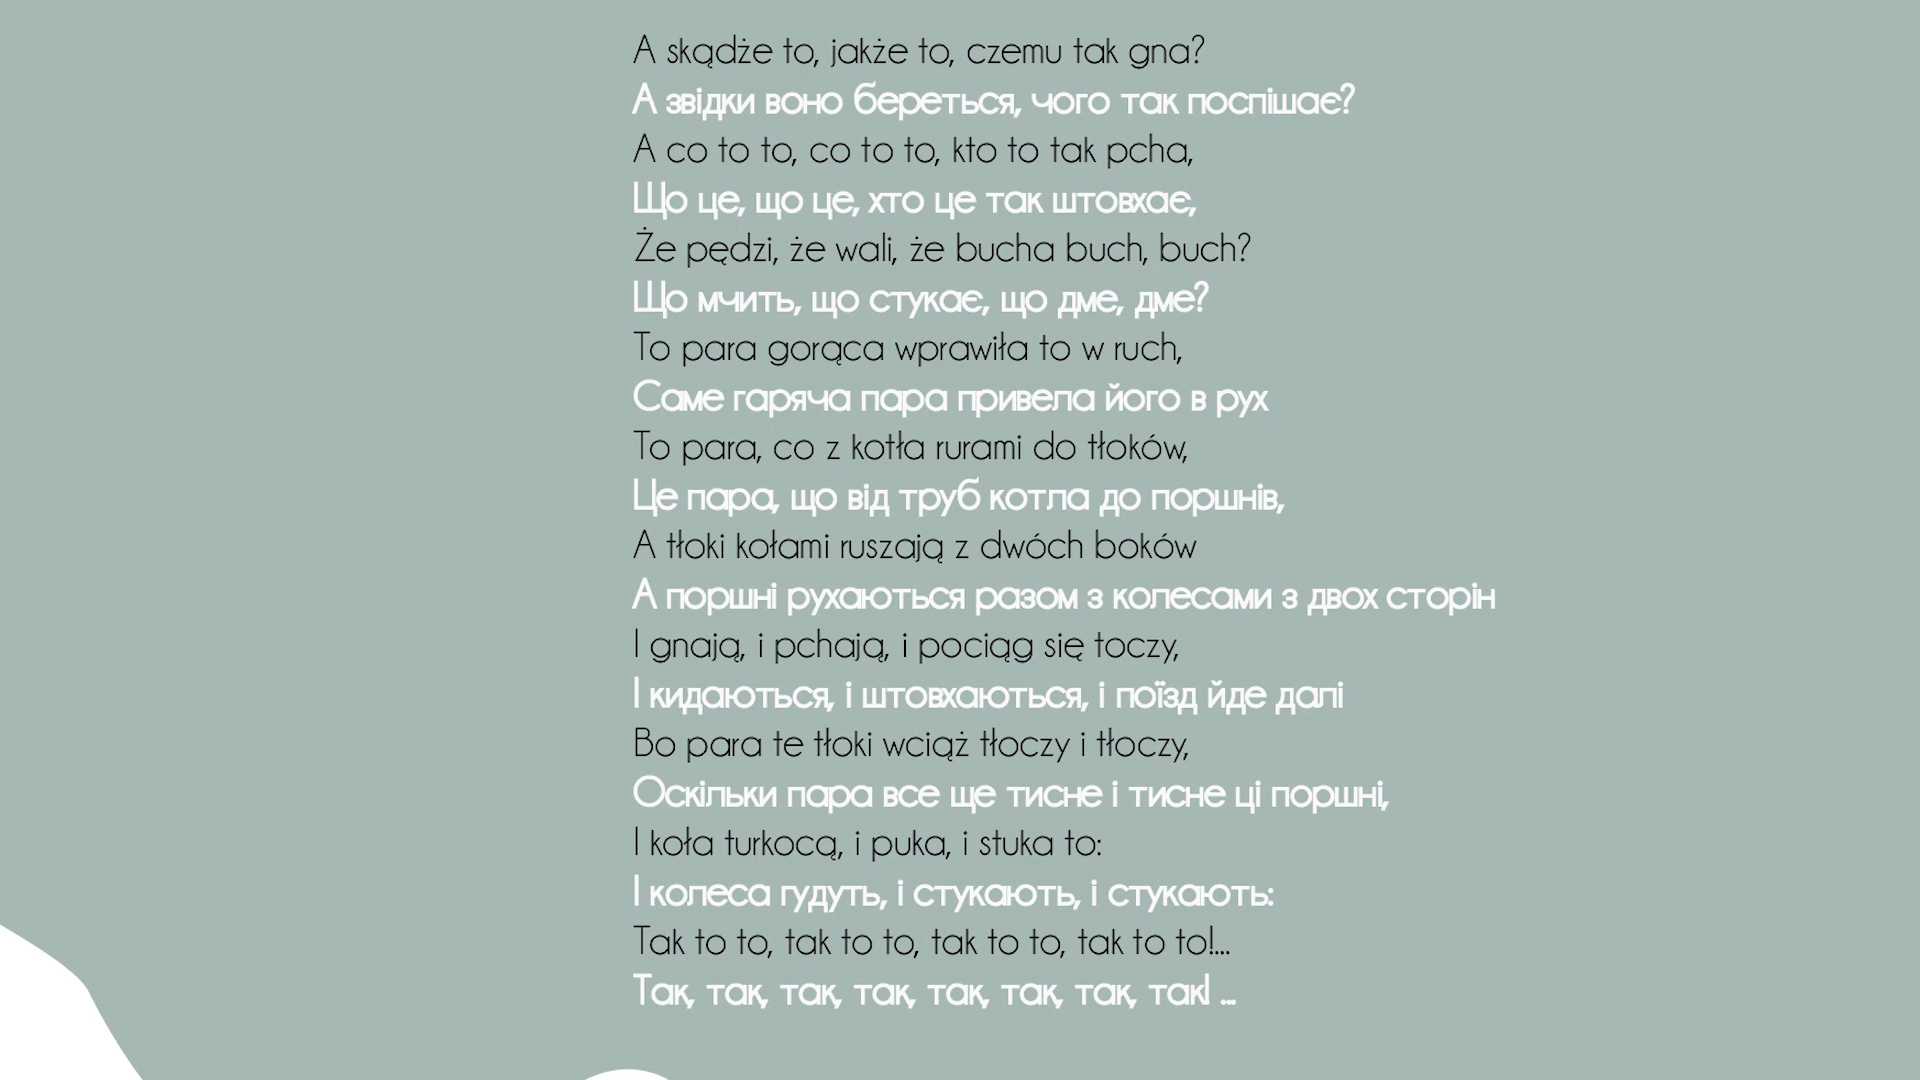 A skądże to, jakże to, czemu tak gna?
А звідки воно береться, чого так поспішає?
A co to to, co to to, kto to tak pcha,
Що це, що це, хто це так штовхає,
Że pędzi, że wali, że bucha buch, buch?
Що мчить, що стукає, що дме, дме?
To para gorąca wprawiła to w ruch,
Саме гаряча пара привела його в рух
To para, co z kotła rurami do tłoków,
Це пара, що від труб котла до поршнів,
A tłoki kołami ruszają z dwóch boków
А поршні рухаються разом з колесами з двох сторін
I gnają, i pchają, i pociąg się toczy,
І кидаються, і штовхаються, і поїзд йде далі
Bo para te tłoki wciąż tłoczy i tłoczy,
Оскільки пара все ще тисне і тисне ці поршні,
I koła turkocą, i puka, i stuka to:
І колеса гудуть, і стукають, і стукають:
Tak to to, tak to to, tak to to, tak to to!...
Так, так, так, так, так, так, так, так! ...